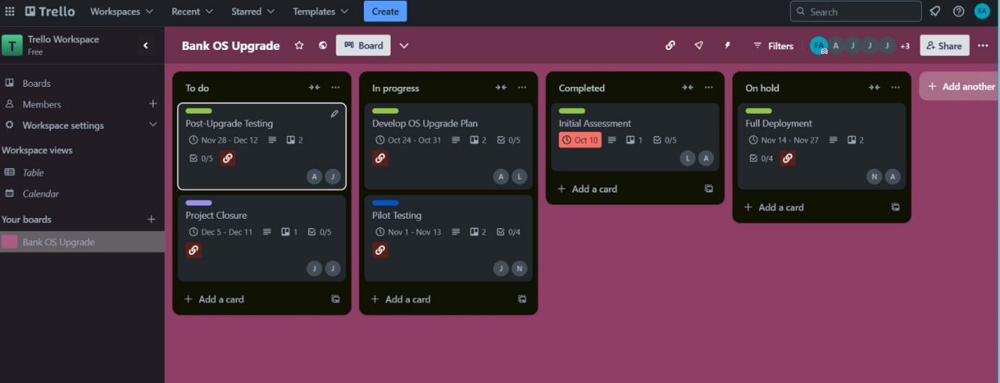 Trello Workspaces Recent Starred Templates Create Search FA
T Trello Workspace
Free
Bank OS Upgrade Board Filters FA A J J J +3 Share
Boards
Members
Workspace settings
Workspace views
Table
Calendar
Your boards
Bank OS Upgrade
To do
Post-Upgrade Testing
Nov 28 - Dec 12 2
0/5
A J
Project Closure
Dec 5 - Dec 11 1 0/5
J J
Add a card
In progress
Develop OS Upgrade Plan
Oct 24 - Oct 31 2 0/5
A L
Pilot Testing
Nov 1 - Nov 13 2 0/4
J N
Add a card
Completed
Initial Assessment
Oct 10 1 0/5
L A
Add a card
On hold
Full Deployment
Nov 14 - Nov 27 2
0/4
N A
Add a card
Add another